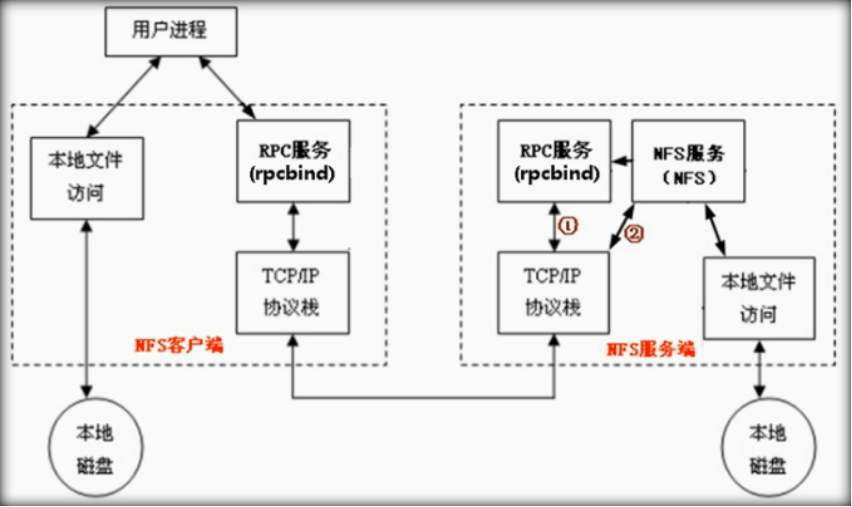 用户进程
本地文件
访问
RPC服务
(rpcbind)
TCP/IP
协议栈
NFS客户端
本地
磁盘
RPC服务
(rpcbind)
NFS服务
（NFS）
①
②
TCP/IP
协议栈
本地文件
访问
NFS服务端
本地
磁盘